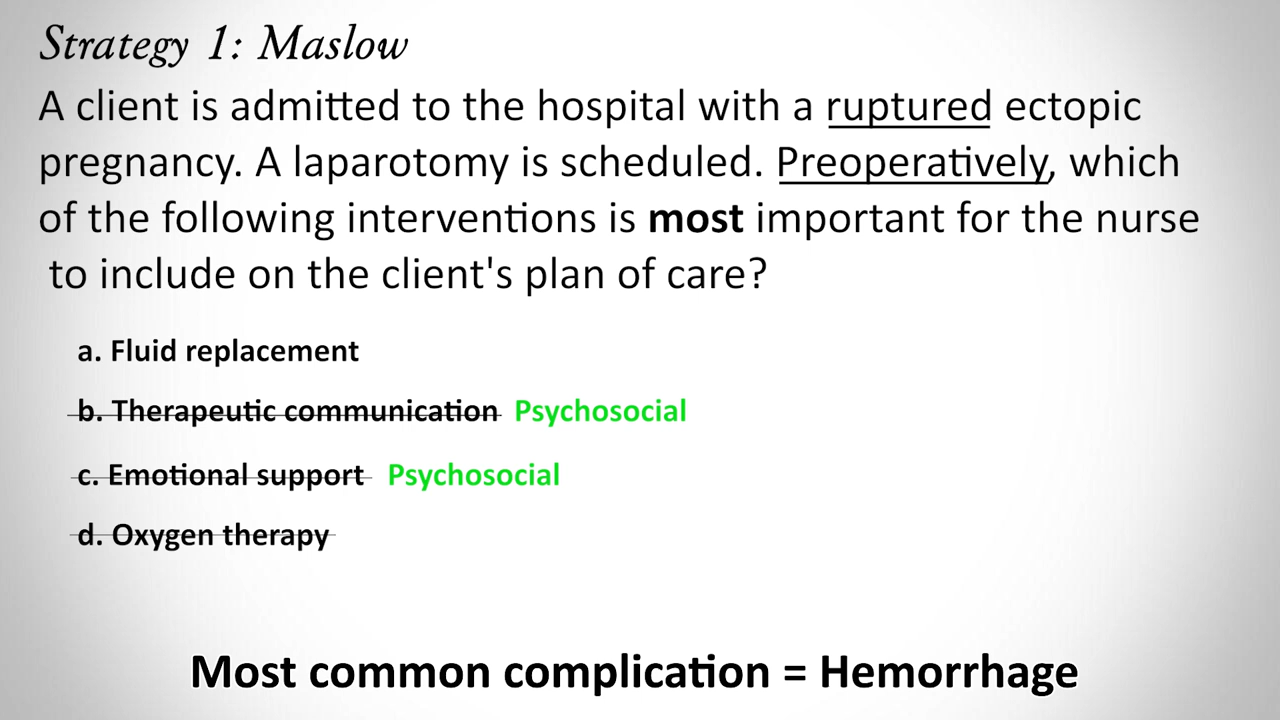 Strategy 1: Maslow
A client is admitted to the hospital with a ruptured ectopic
pregnancy. A laparotomy is scheduled. Preoperatively, which
of the following interventions is most important for the nurse
to include on the client's plan of care?
a. Fluid replacement
b. Therapeutic communication Psychosocial
c. Emotional support Psychosocial
d. Oxygen therapy
Most common complication = Hemorrhage